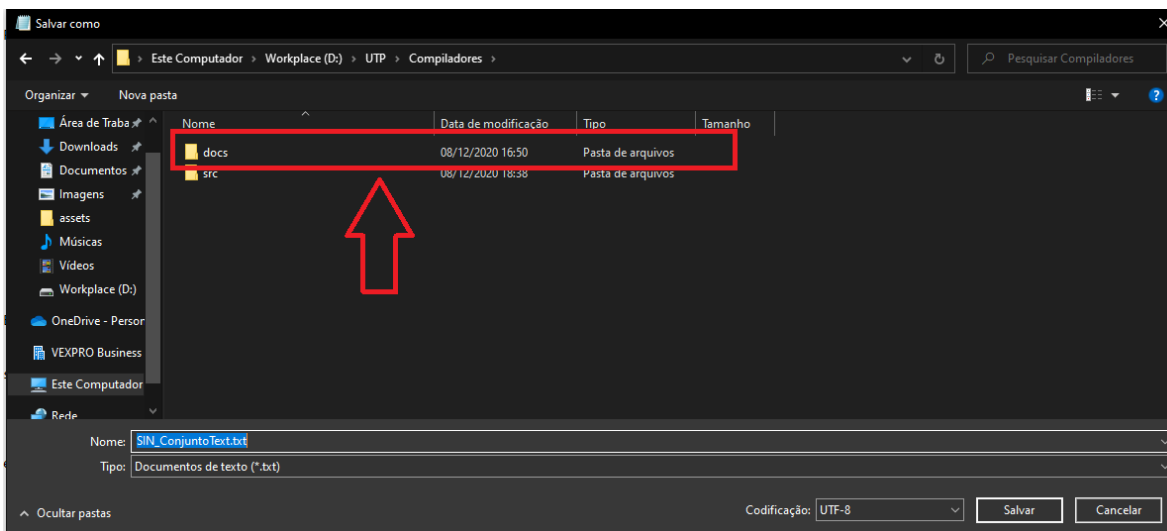 Salvar como
Este Computador > Workplace (D:) > UTP > Compiladores >
Pesquisar Compiladores
Organizar
Nova pasta
Área de Traba
Nome
Data de modificação
Tipo
Tamanho
Downloads
docs
08/12/2020 16:50
Pasta de arquivos
Documentos
src
08/12/2020 18:38
Pasta de arquivos
Imagens
assets
Músicas
Vídeos
Workplace (D:)
OneDrive - Person
VEXPRO Business
Este Computador
Rede
Nome: SIN_ConjuntoText.txt
Tipo: Documentos de texto (*.txt)
Ocultar pastas
Codificação: UTF-8
Salvar
Cancelar